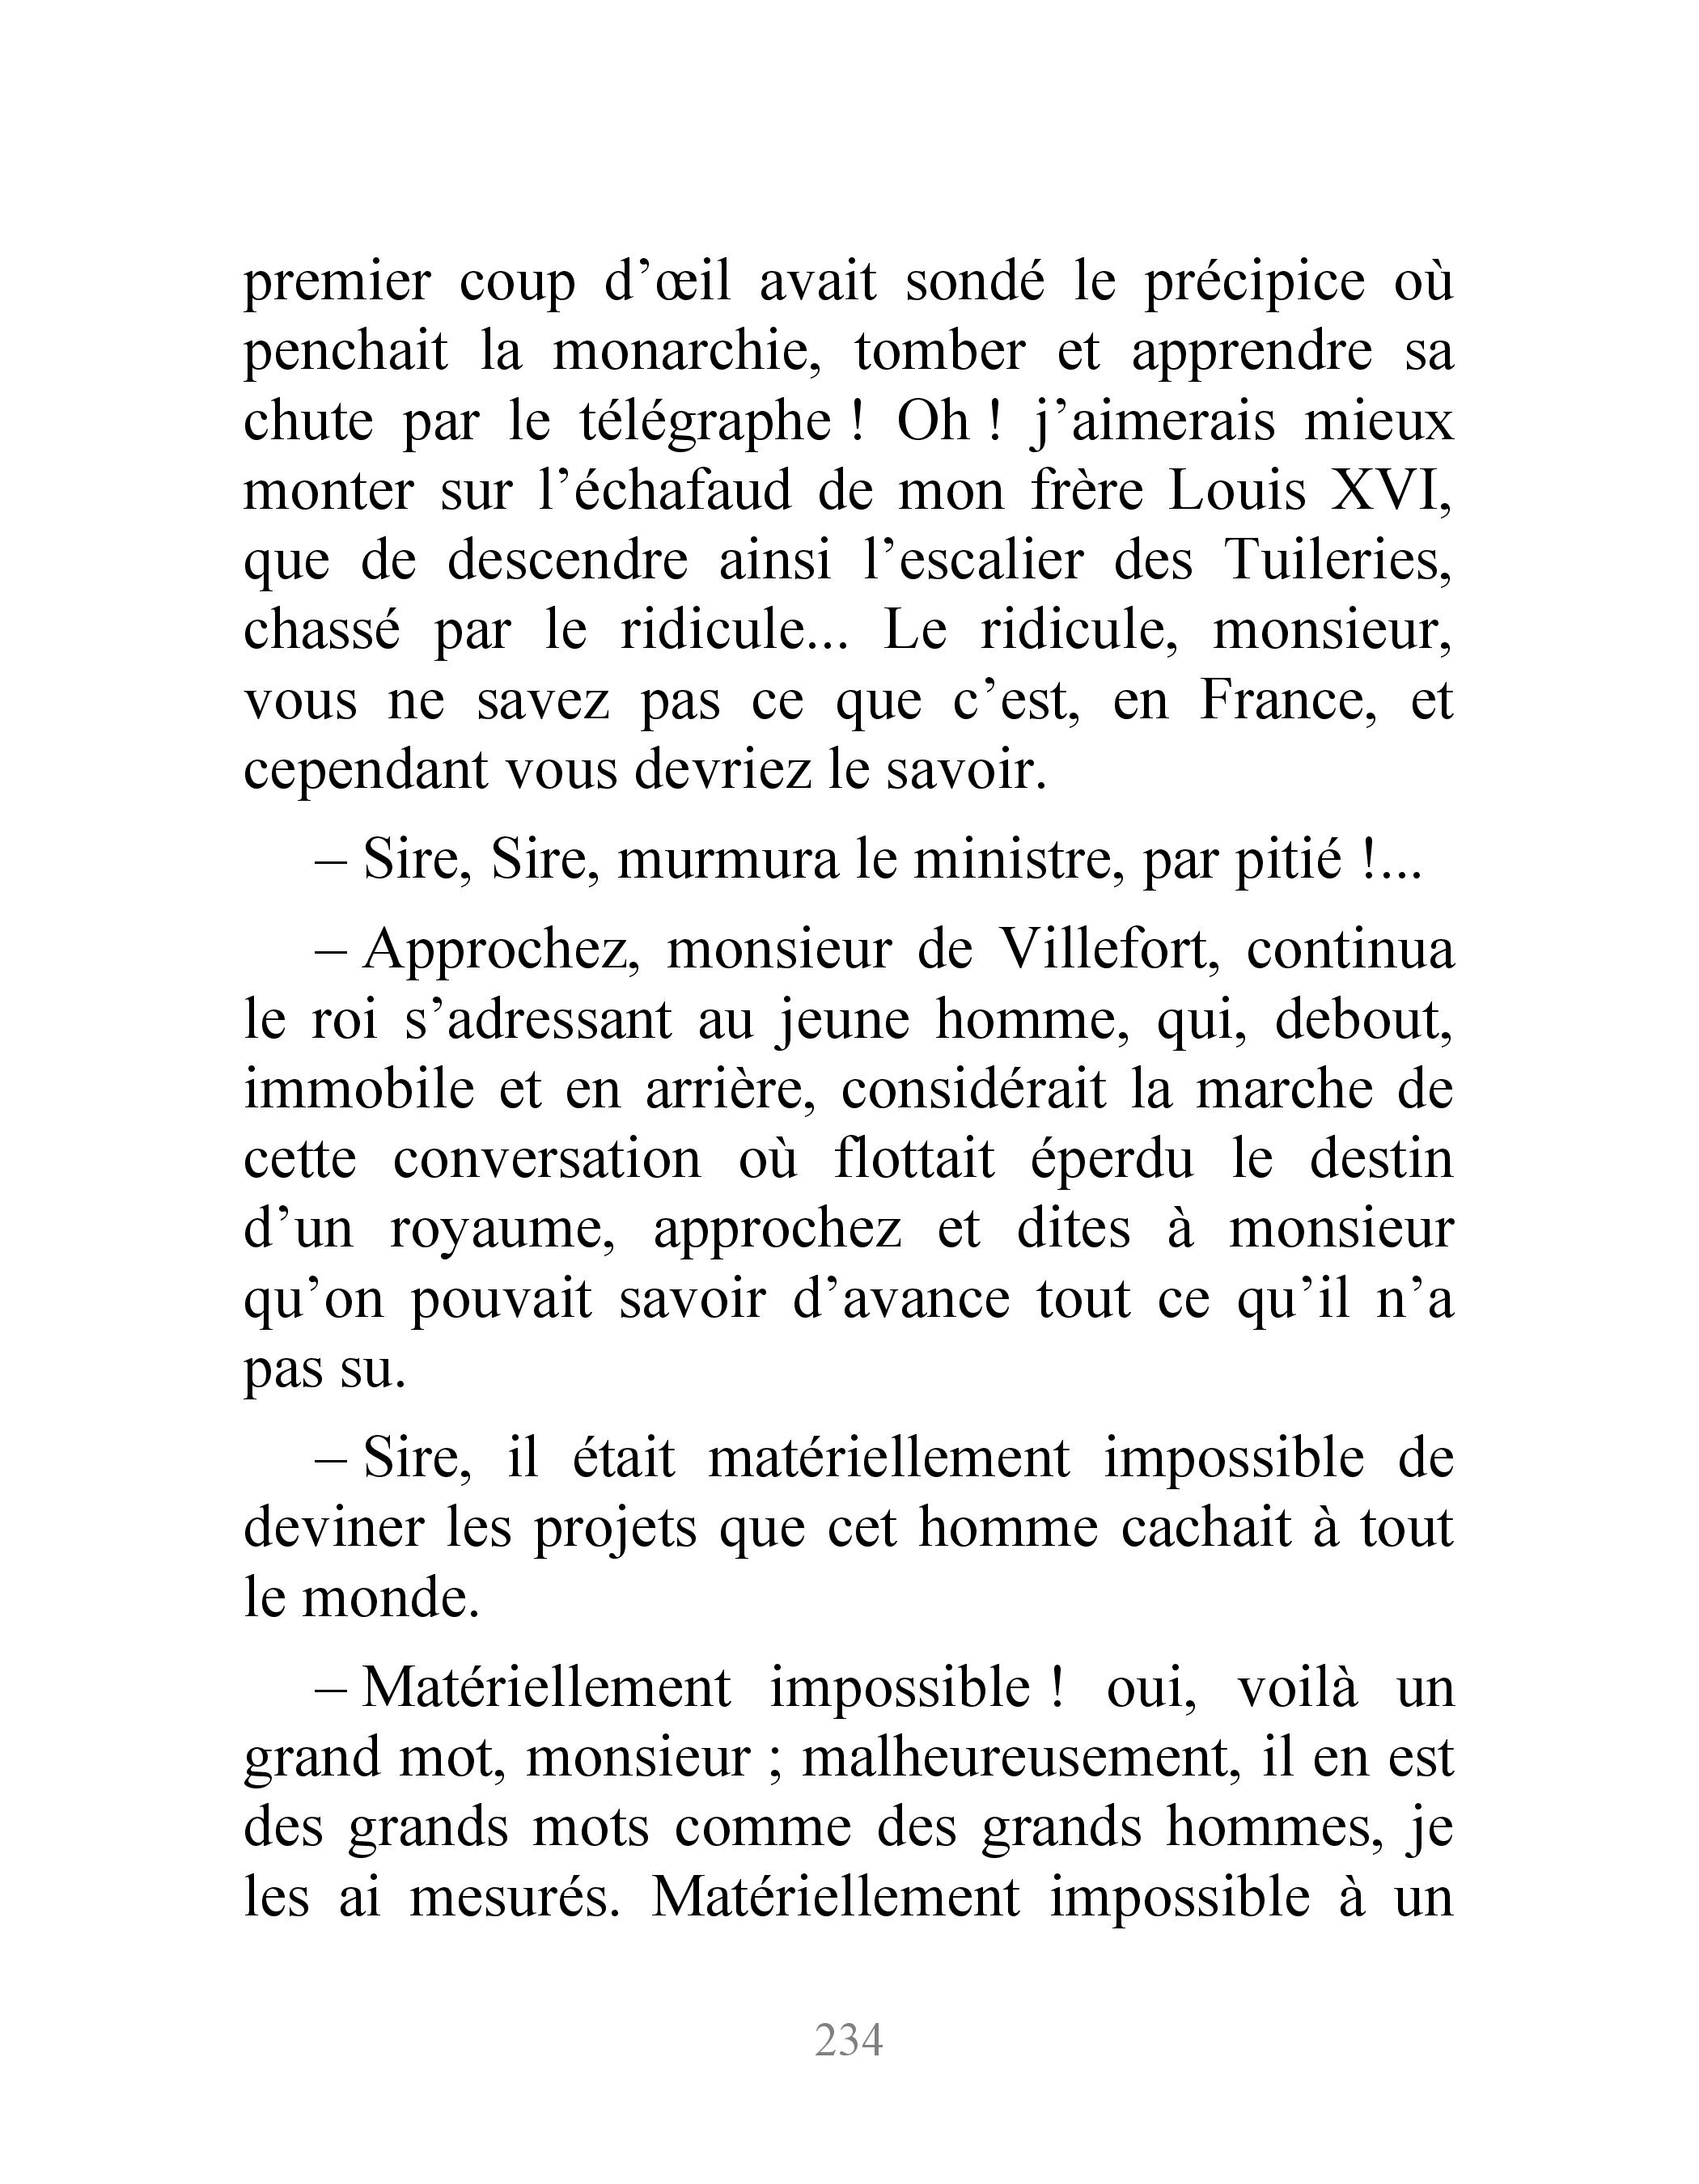 premier coup d’œil avait sondé le précipice où
penchait la monarchie, tomber et apprendre sa
chute par le télégraphe ! Oh ! j’aimerais mieux
monter sur l’échafaud de mon frère Louis XVI,
que de descendre ainsi l’escalier des Tuileries,
chassé par le ridicule... Le ridicule, monsieur,
vous ne savez pas ce que c’est, en France, et
cependant vous devriez le savoir.
– Sire, Sire, murmura le ministre, par pitié !...
– Approchez, monsieur de Villefort, continua
le roi s’adressant au jeune homme, qui, debout,
immobile et en arrière, considérait la marche de
cette conversation où flottait éperdu le destin
d’un royaume, approchez et dites à monsieur
qu’on pouvait savoir d’avance tout ce qu’il n’a
pas su.
– Sire, il était matériellement impossible de
deviner les projets que cet homme cachait à tout
le monde.
– Matériellement impossible ! oui, voilà un
grand mot, monsieur ; malheureusement, il en est
des grands mots comme des grands hommes, je
les ai mesurés. Matériellement impossible à un
234